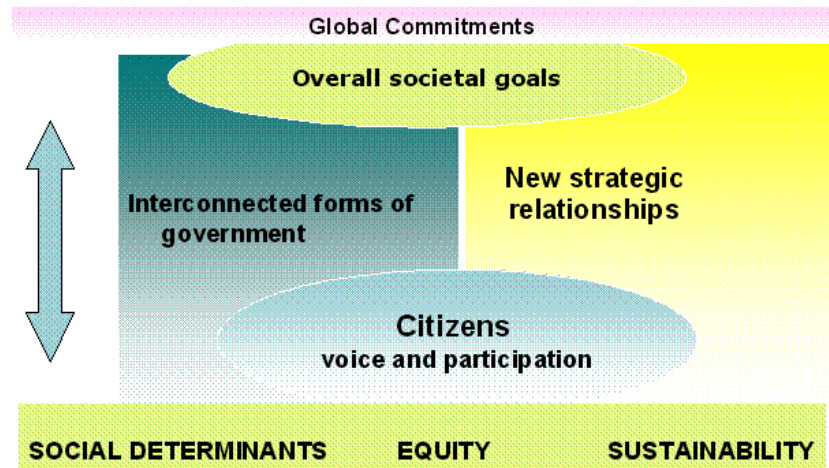 Global Commitments
Overall societal goals
Interconnected forms of
government
New strategic
relationships
Citizens
voice and participation
SOCIAL DETERMINANTS EQUITY SUSTAINABILITY